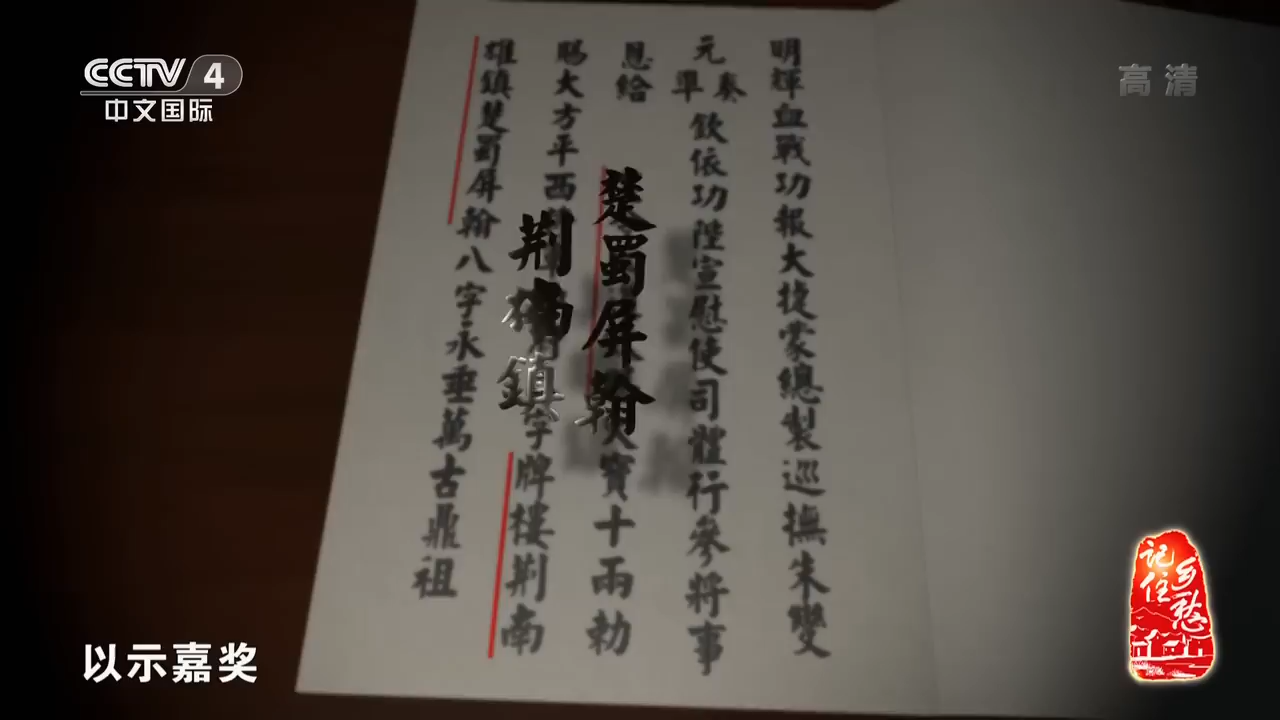 CCTV 4
中文国际
高清
明輝血戰功報大捷蒙總製巡撫朱變
元奏準欽依功陞宣慰使司體行參將事
恩給寶十兩勅
賜大方平西字牌樓荊南
雄鎮楚蜀屏翰八字永垂萬古鼎祖
楚蜀屏翰
荊南雄鎮
以示嘉奖
记住乡愁